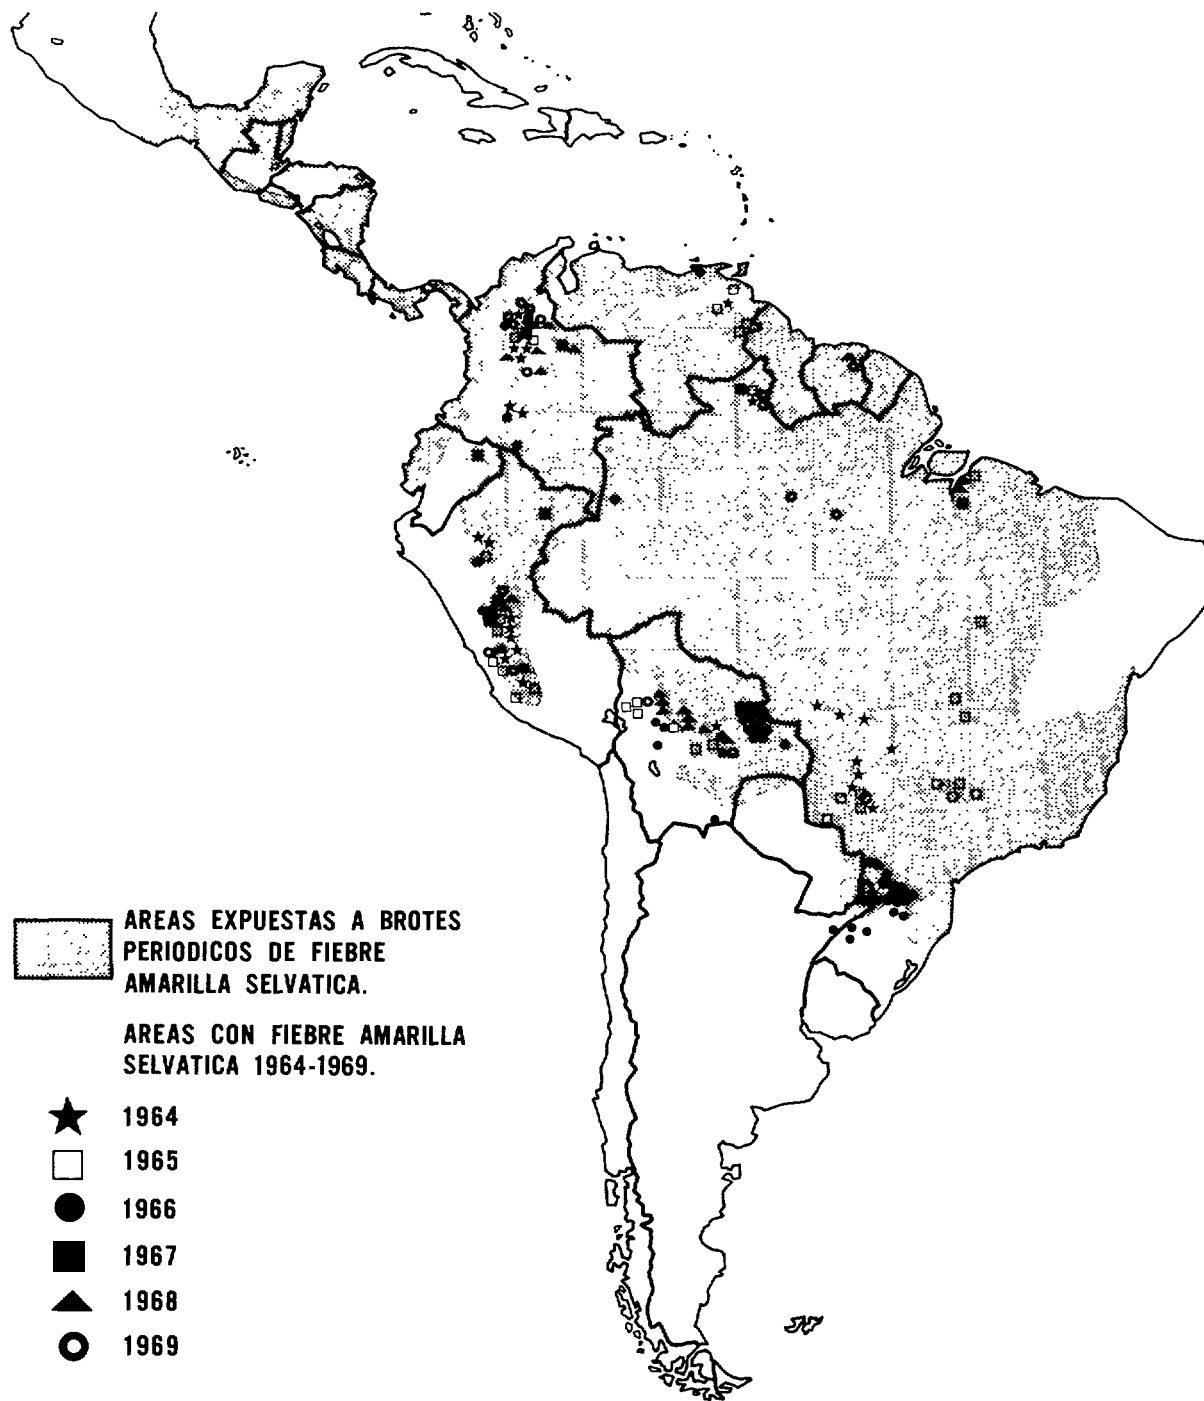 AREAS EXPUESTAS A BROTES
PERIODICOS DE FIEBRE
AMARILLA SELVATICA.
AREAS CON FIEBRE AMARILLA
SELVATICA 1964-1969.
1964
1965
1966
1967
1968
1969